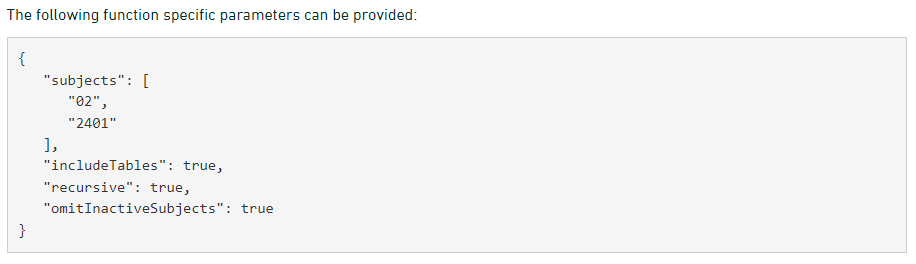 The following function specific parameters can be provided:
{
   "subjects": [
      "02",
      "2401"
   ],
   "includeTables": true,
   "recursive": true,
   "omitInactiveSubjects": true
}